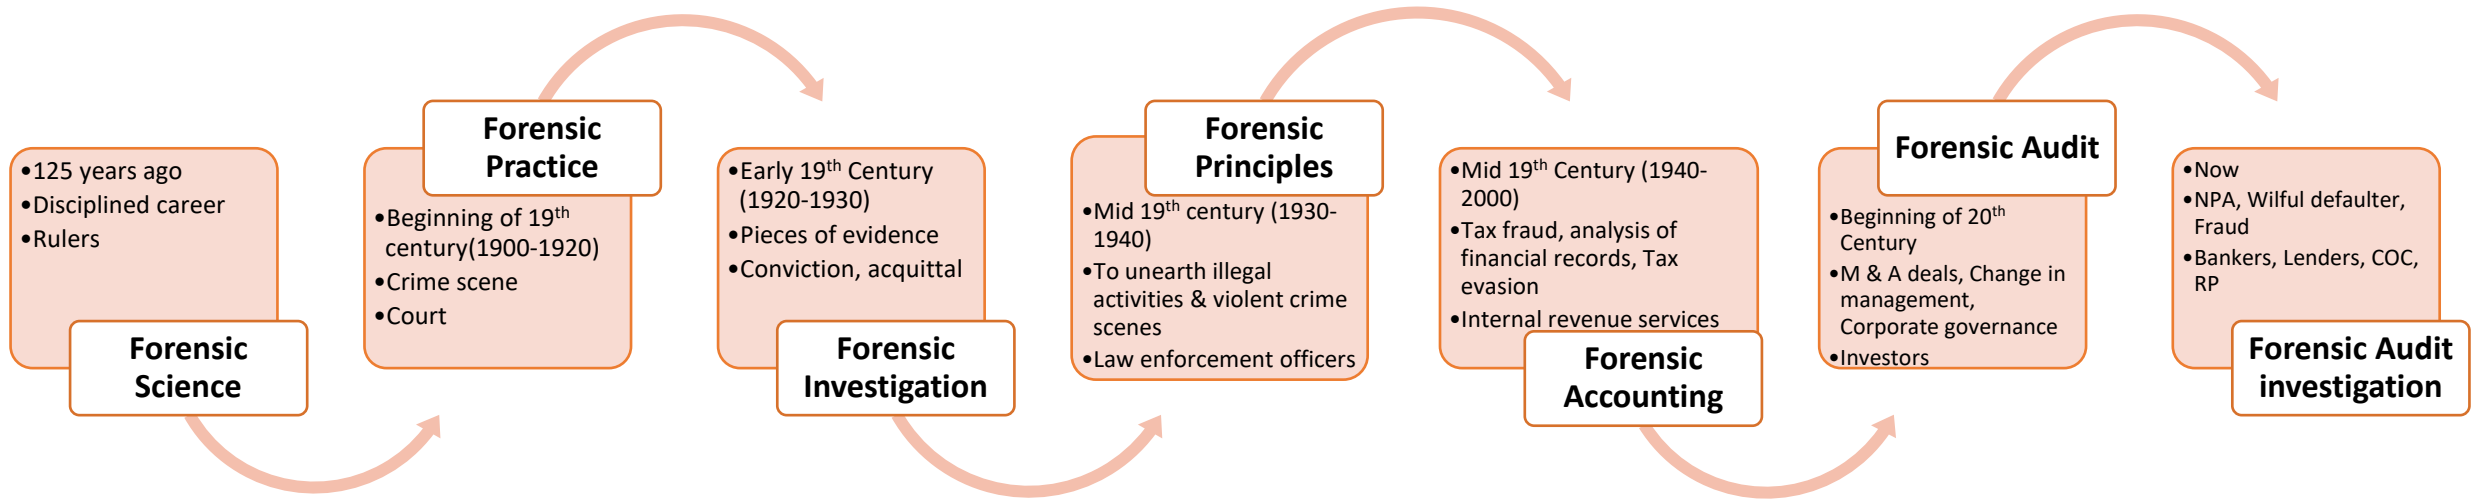 •125 years ago
•Disciplined career
•Rulers
Forensic
Science
Forensic
Practice
•Beginning of 19th
century(1900-1920)
•Crime scene
•Court
•Early 19th Century
(1920-1930)
•Pieces of evidence
•Conviction, acquittal
Forensic
Investigation
Forensic
Principles
•Mid 19th century (1930-
1940)
•To unearth illegal
activities & violent crime
scenes
•Law enforcement officers
•Mid 19th Century (1940-
2000)
•Tax fraud, analysis of
financial records, Tax
evasion
•Internal revenue services
Forensic
Accounting
Forensic Audit
•Beginning of 20th
Century
•M & A deals, Change in
management,
Corporate governance
•Investors
•Now
•NPA, Wilful defaulter,
Fraud
•Bankers, Lenders, COC,
RP
Forensic Audit
investigation